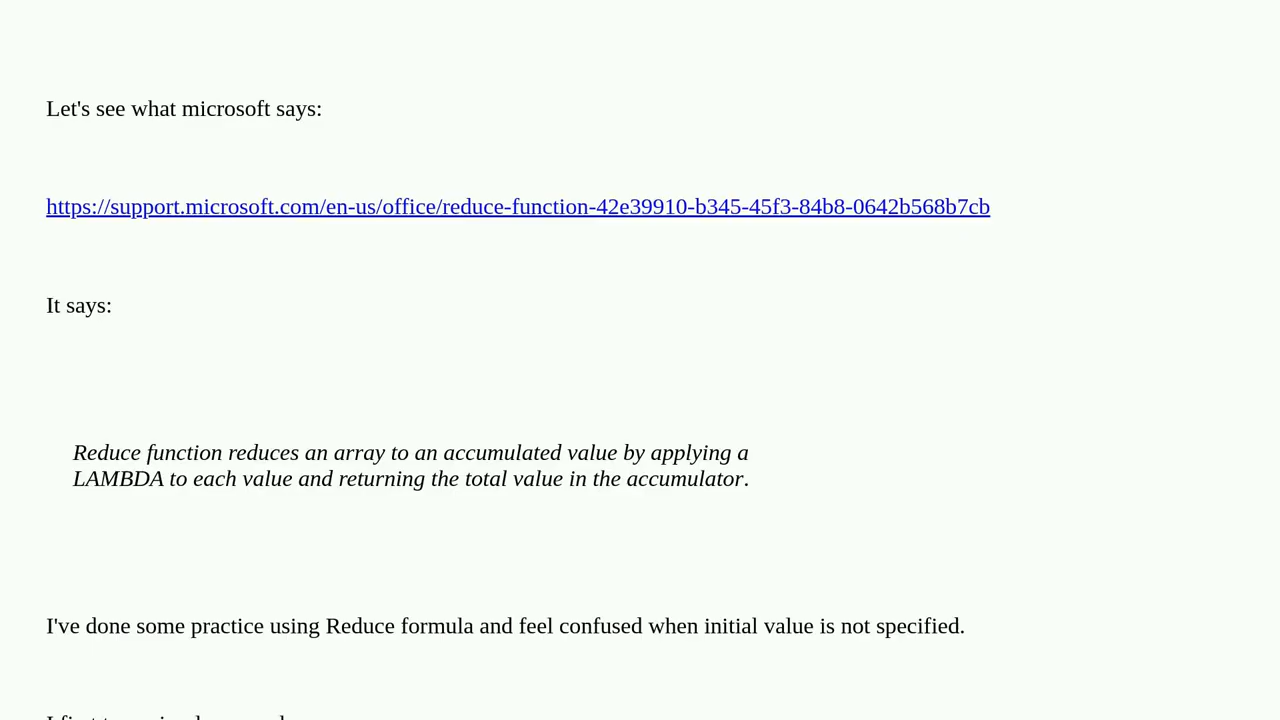 Let's see what microsoft says:
https://support.microsoft.com/en-us/office/reduce-function-42e39910-b345-45f3-84b8-0642b568b7cb
It says:
Reduce function reduces an array to an accumulated value by applying a
LAMBDA to each value and returning the total value in the accumulator.
I've done some practice using Reduce formula and feel confused when initial value is not specified.